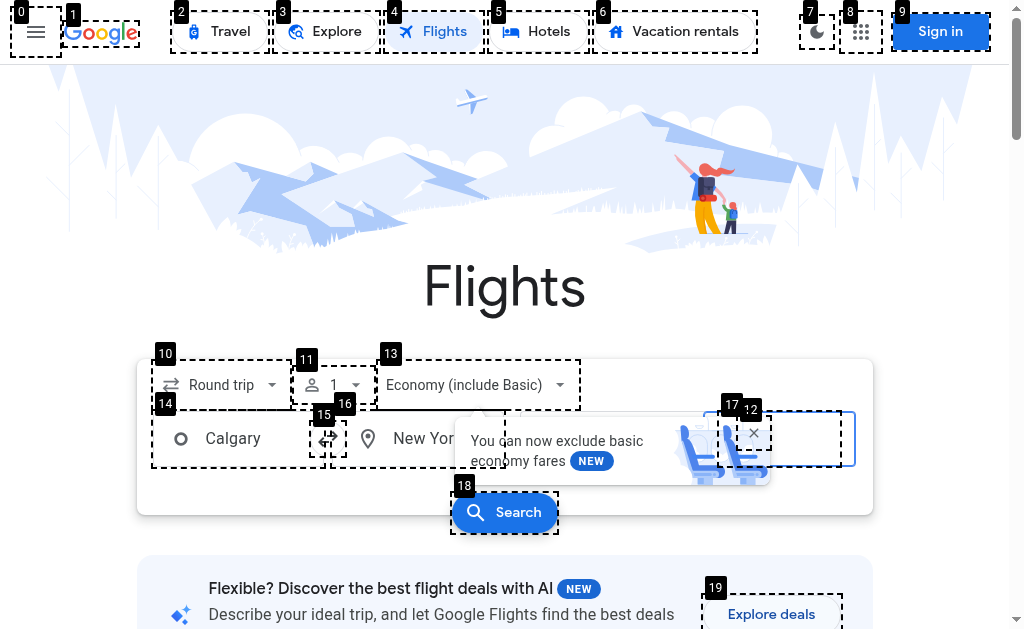 0 1 2 3 4 5 6 7 8 9
Google Travel Explore Flights Hotels Vacation rentals Sign in
Flights
10 11 13
Round trip 1 Economy (include Basic)
14 15 16 17 12
Calgary New Yor
You can now exclude basic
economy fares NEW
18
Search
Flexible? Discover the best flight deals with AI NEW
19
Describe your ideal trip, and let Google Flights find the best deals
Explore deals